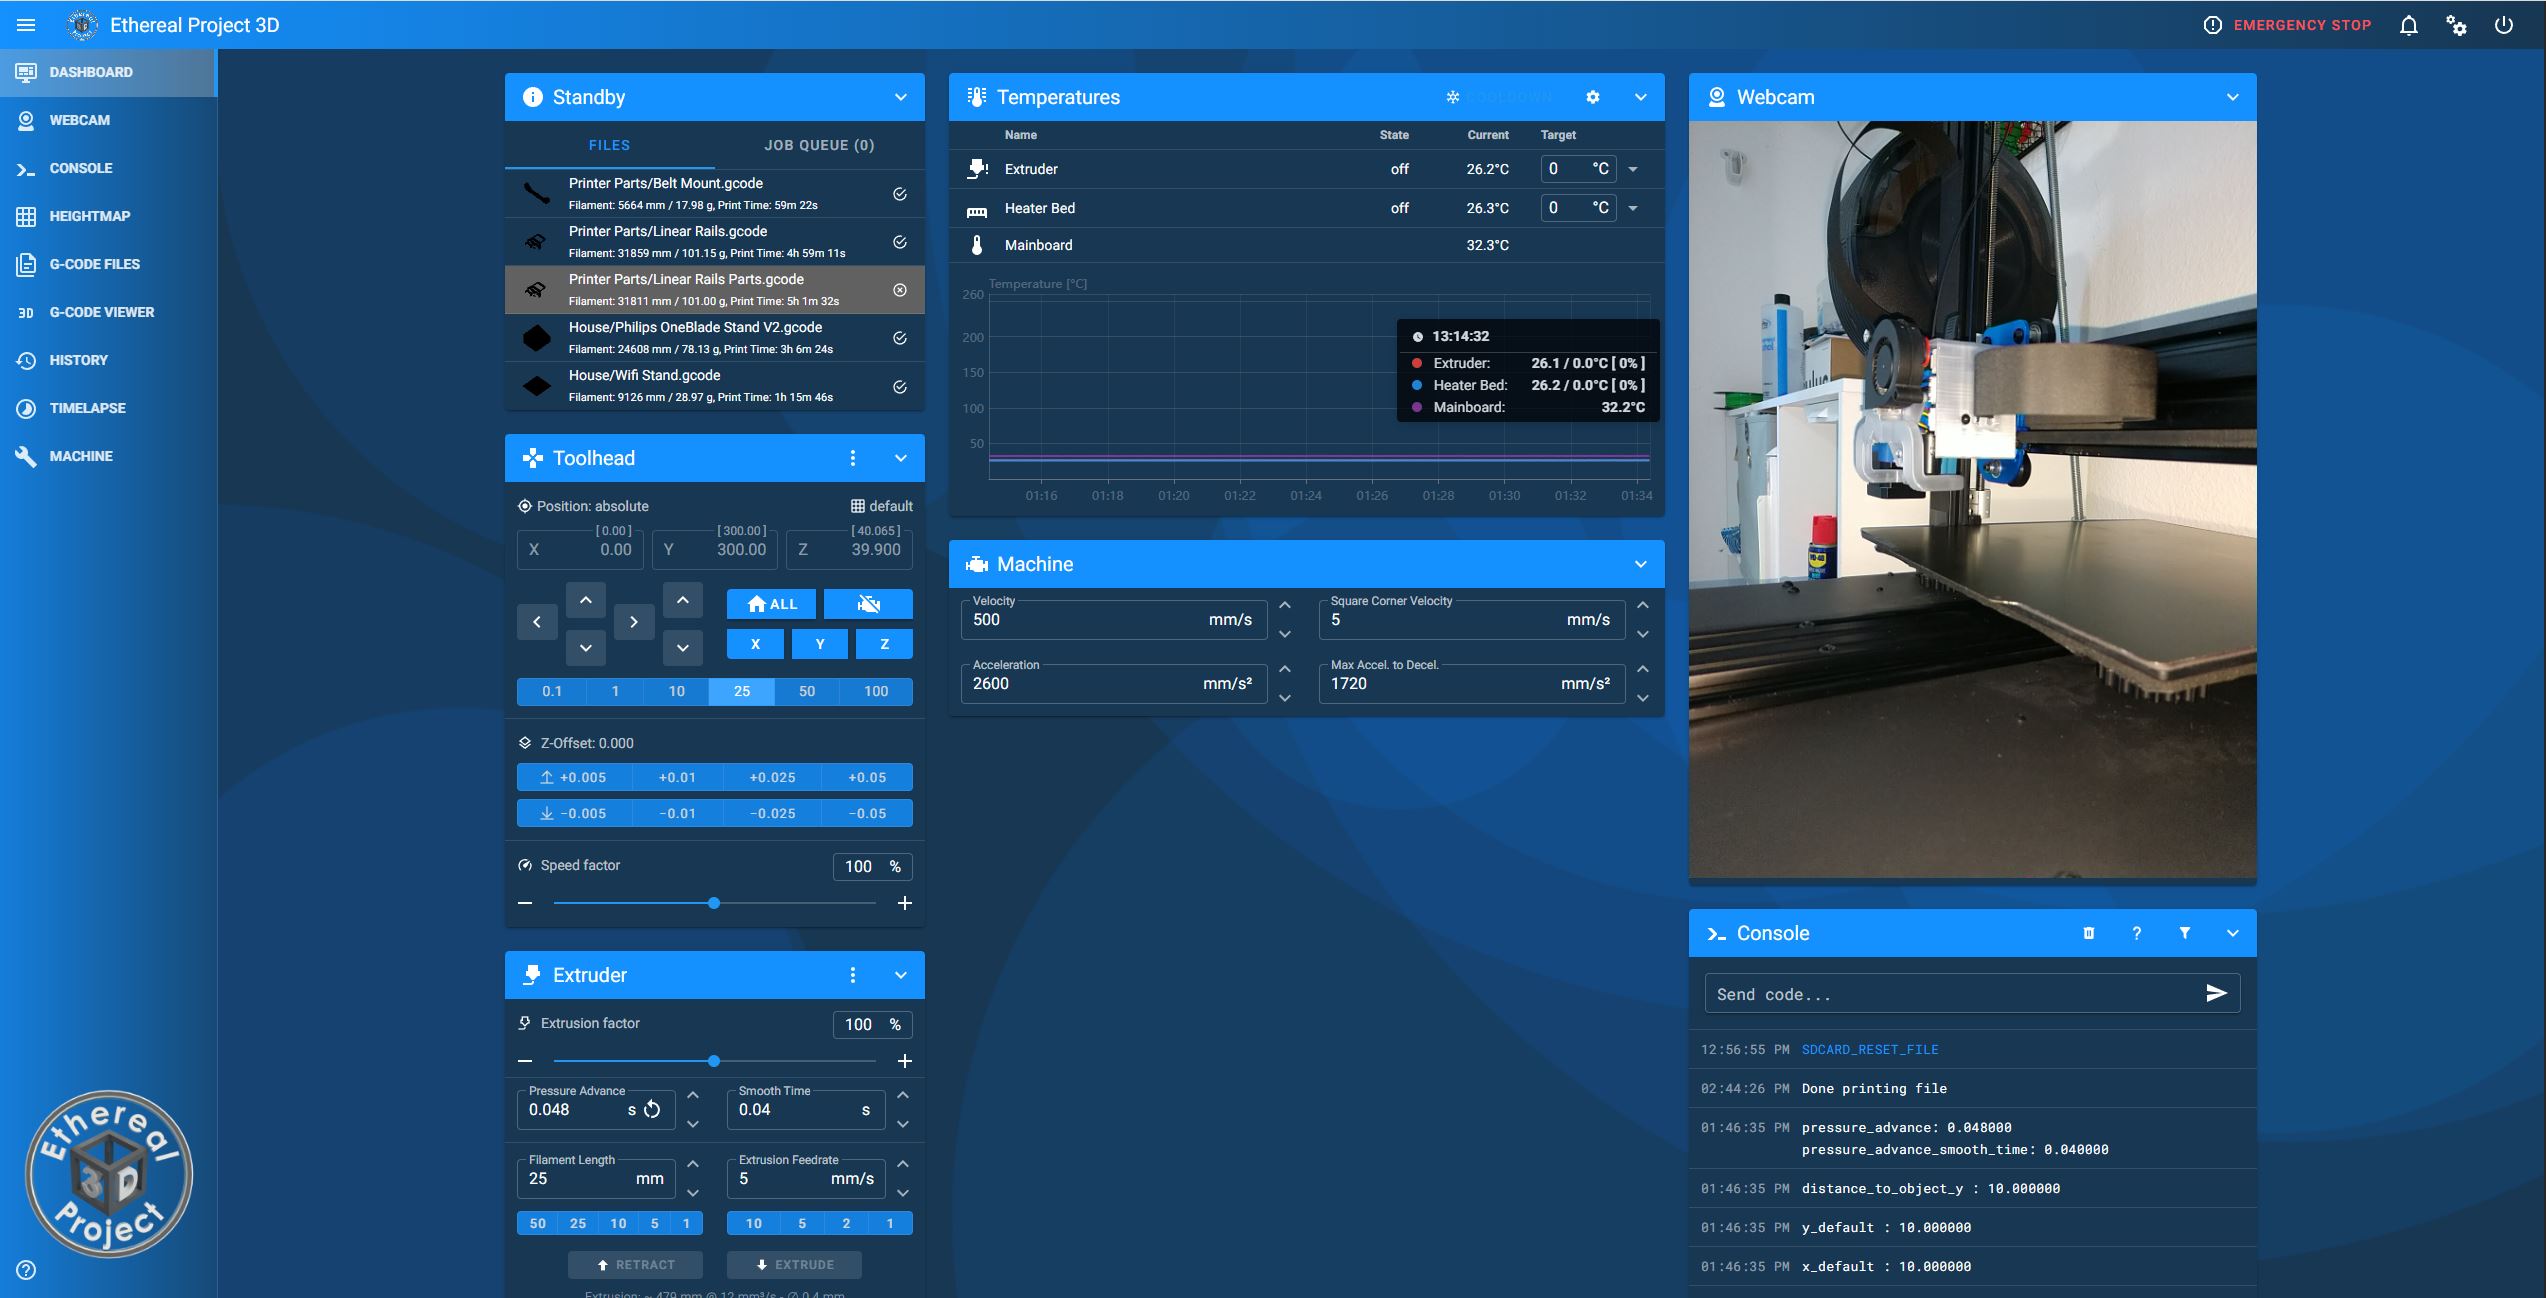 Ethereal Project 3D
EMERGENCY STOP
DASHBOARD
WEBCAM
CONSOLE
HEIGHTMAP
G-CODE FILES
3D G-CODE VIEWER
HISTORY
TIMELAPSE
MACHINE
Ethereal
3D
Project
Standby
FILES JOB QUEUE (0)
Printer Parts/Belt Mount.gcode
Filament: 5664 mm / 17.98 g, Print Time: 59m 22s
Printer Parts/Linear Rails.gcode
Filament: 31859 mm / 101.15 g, Print Time: 4h 59m 11s
Printer Parts/Linear Rails Parts.gcode
Filament: 31811 mm / 101.00 g, Print Time: 5h 1m 32s
House/Philips OneBlade Stand V2.gcode
Filament: 24608 mm / 78.13 g, Print Time: 3h 6m 24s
House/Wifi Stand.gcode
Filament: 9126 mm / 28.97 g, Print Time: 1h 15m 46s
Toolhead
Position: absolute default
[ 0.00 ] [ 300.00 ] [ 40.065 ]
X 0.00 Y 300.00 Z 39.900
ALL
X Y Z
0.1 1 10 25 50 100
Z-Offset: 0.000
+0.005 +0.01 +0.025 +0.05
-0.005 -0.01 -0.025 -0.05
Speed factor 100 %
Extruder
Extrusion factor 100 %
Pressure Advance Smooth Time
0.048 s 0.04 s
Filament Length Extrusion Feedrate
25 mm 5 mm/s
50 25 10 5 1 10 5 2 1
RETRACT EXTRUDE
Extrusion: ~ 479 mm @ 12 mm³/s - Ø 0.4 mm
Temperatures COOLDOWN
Name State Current Target
Extruder off 26.2°C 0 °C
Heater Bed off 26.3°C 0 °C
Mainboard 32.3°C
Temperature [°C]
260
200
150
100
50
01:16 01:18 01:20 01:22 01:24 01:26 01:28 01:30 01:32 01:34
13:14:32
Extruder: 26.1 / 0.0°C [ 0% ]
Heater Bed: 26.2 / 0.0°C [ 0% ]
Mainboard: 32.2°C
Machine
Velocity Square Corner Velocity
500 mm/s 5 mm/s
Acceleration Max Accel. to Decel.
2600 mm/s² 1720 mm/s²
Webcam
WD-40
Console
Send code...
12:56:55 PM SDCARD_RESET_FILE
02:44:26 PM Done printing file
01:46:35 PM pressure_advance: 0.048000
pressure_advance_smooth_time: 0.040000
01:46:35 PM distance_to_object_y : 10.000000
01:46:35 PM y_default : 10.000000
01:46:35 PM x_default : 10.000000